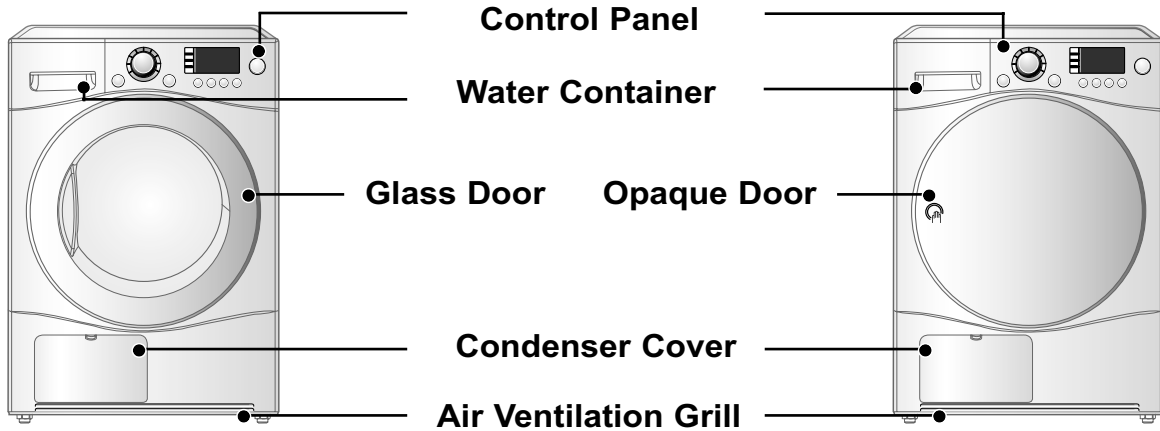 Control Panel
Water Container
Glass Door
Opaque Door
Condenser Cover
Air Ventilation Grill